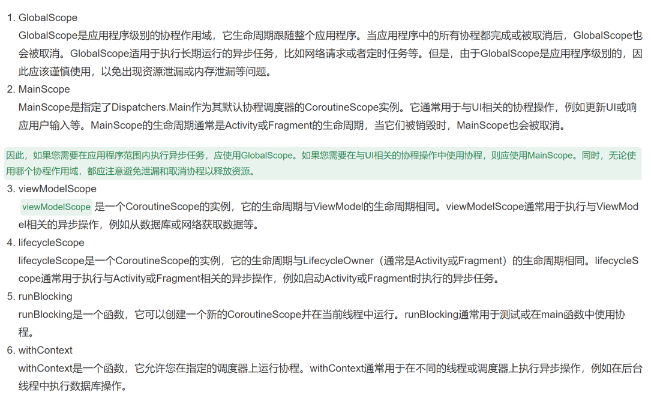 1. GlobalScope
GlobalScope是应用程序级别的协程作用域，它生命周期跟随整个应用程序。当应用程序中的所有协程都完成或被取消后，GlobalScope也
会被取消。GlobalScope适用于执行长期运行的异步任务，比如网络请求或者定时任务等。但是，由于GlobalScope是应用程序级别的，因
此应该谨慎使用，以免出现资源泄漏或内存泄漏等问题。
2. MainScope
MainScope是指定了Dispatchers.Main作为其默认协程调度器的CoroutineScope实例。它通常用于与UI相关的协程操作，例如更新UI或响
应用户输入等。MainScope的生命周期通常是Activity或Fragment的生命周期，当它们被销毁时，MainScope也会被取消。
因此，如果您需要在应用程序范围内执行异步任务，应使用GlobalScope。如果您需要在与UI相关的协程操作中使用协程，则应使用MainScope。同时，无论使
用哪个协程作用域，都应注意避免泄漏和取消协程以释放资源。
3. viewModelScope
viewModelScope 是一个CoroutineScope的实例，它的生命周期与ViewModel的生命周期相同。viewModelScope通常用于执行与ViewMod
el相关的异步操作，例如从数据库或网络获取数据等。
4. lifecycleScope
lifecycleScope是一个CoroutineScope的实例，它的生命周期与LifecycleOwner（通常是Activity或Fragment）的生命周期相同。lifecycleS
cope通常用于执行与Activity或Fragment相关的异步操作，例如启动Activity或Fragment时执行的异步任务。
5. runBlocking
runBlocking是一个函数，它可以创建一个新的CoroutineScope并在当前线程中运行。runBlocking通常用于测试或在main函数中使用协
程。
6. withContext
withContext是一个函数，它允许您在指定的调度器上运行协程。withContext通常用于在不同的线程或调度器上执行异步操作，例如在后台
线程中执行数据库操作。